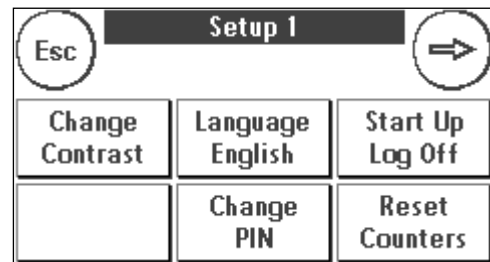 Setup 1
Esc
Change
Contrast
Language
English
Start Up
Log Off
Change
PIN
Reset
Counters